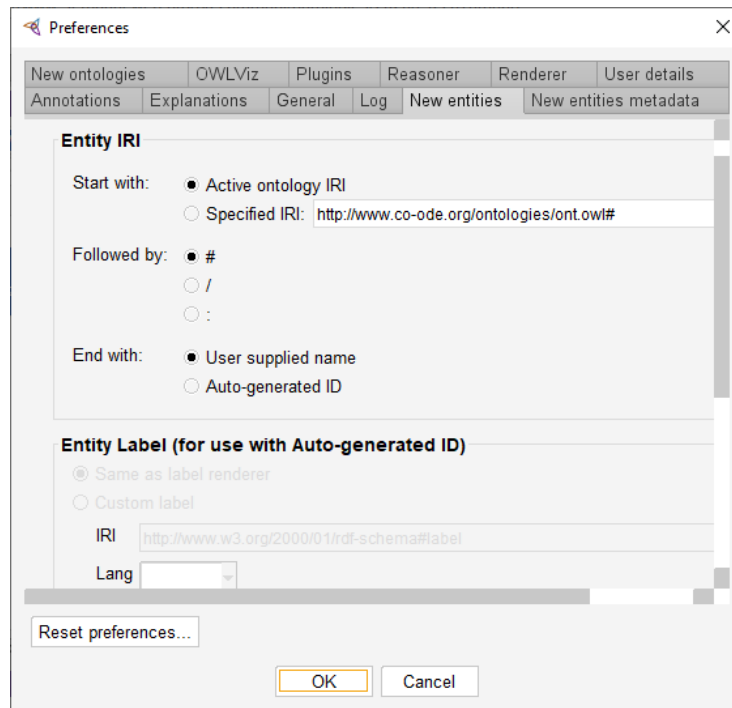 Preferences
New ontologies OWLViz Plugins Reasoner Renderer User details
Annotations Explanations General Log New entities New entities metadata
Entity IRI
Start with: Active ontology IRI
Specified IRI: http://www.co-ode.org/ontologies/ont.owl#
Followed by: #
/
:
End with: User supplied name
Auto-generated ID
Entity Label (for use with Auto-generated ID)
Same as label renderer
Custom label
IRI http://www.w3.org/2000/01/rdf-schema#label
Lang
Reset preferences...
OK Cancel